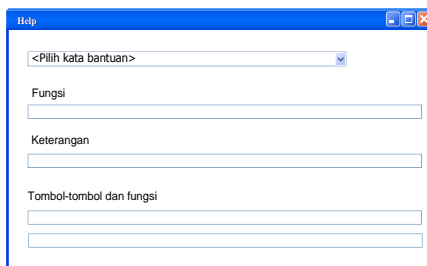 Help
<Pilih kata bantuan>
Fungsi
Keterangan
Tombol-tombol dan fungsi